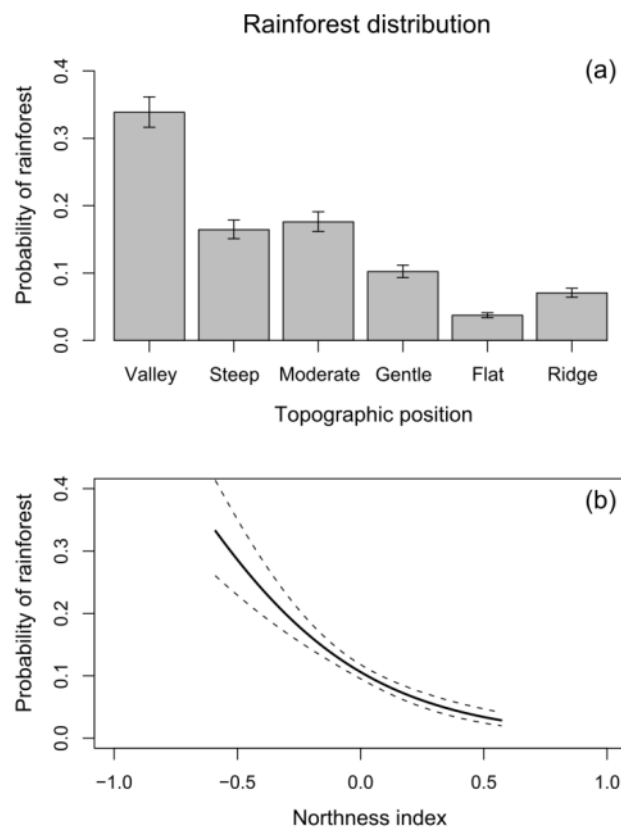 Rainforest distribution
(a)
Probability of rainforest
0.4
0.3
0.2
0.1
0.0
Valley Steep Moderate Gentle Flat Ridge
Topographic position
(b)
Probability of rainforest
0.4
0.3
0.2
0.1
0.0
−1.0 −0.5 0.0 0.5 1.0
Northness index